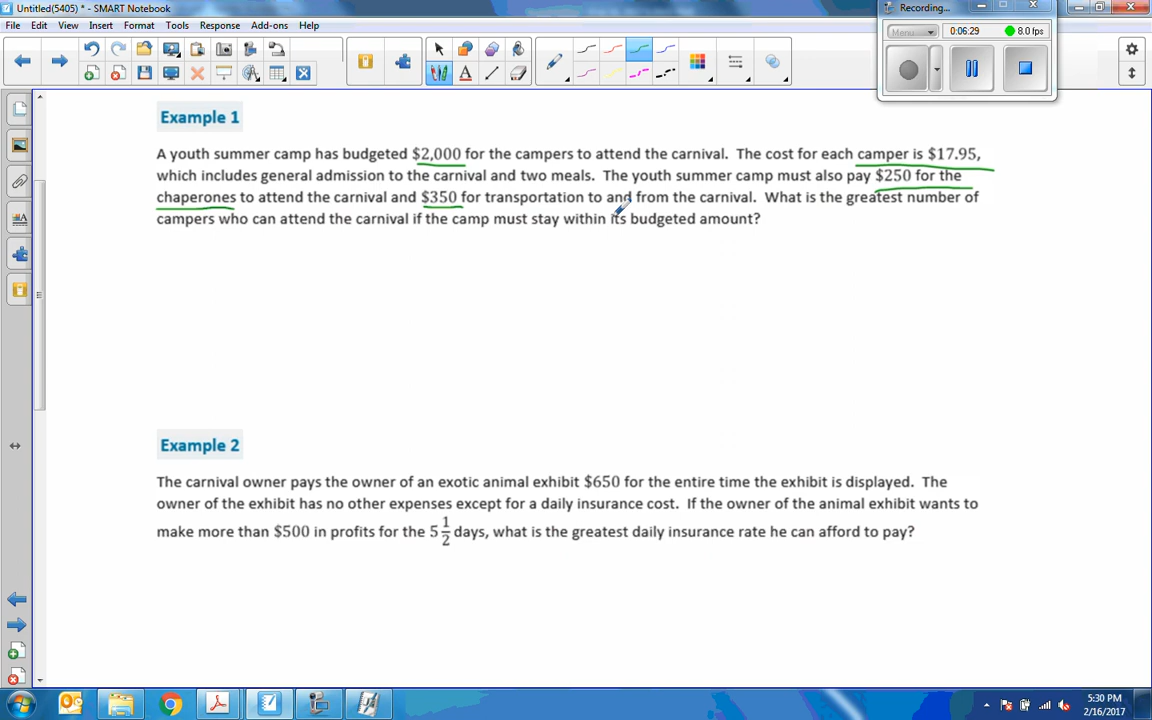 Untitled(5405) * - SMART Notebook
Recording...
File Edit View Insert Format Tools Response Add-ons Help
Menu 0:06:29 8.0 fps
Example 1
A youth summer camp has budgeted $2,000 for the campers to attend the carnival. The cost for each camper is $17.95,
which includes general admission to the carnival and two meals. The youth summer camp must also pay $250 for the
chaperones to attend the carnival and $350 for transportation to and from the carnival. What is the greatest number of
campers who can attend the carnival if the camp must stay within its budgeted amount?
Example 2
The carnival owner pays the owner of an exotic animal exhibit $650 for the entire time the exhibit is displayed. The
owner of the exhibit has no other expenses except for a daily insurance cost. If the owner of the animal exhibit wants to
make more than $500 in profits for the 5 1/2 days, what is the greatest daily insurance rate he can afford to pay?
5:30 PM
2/16/2017